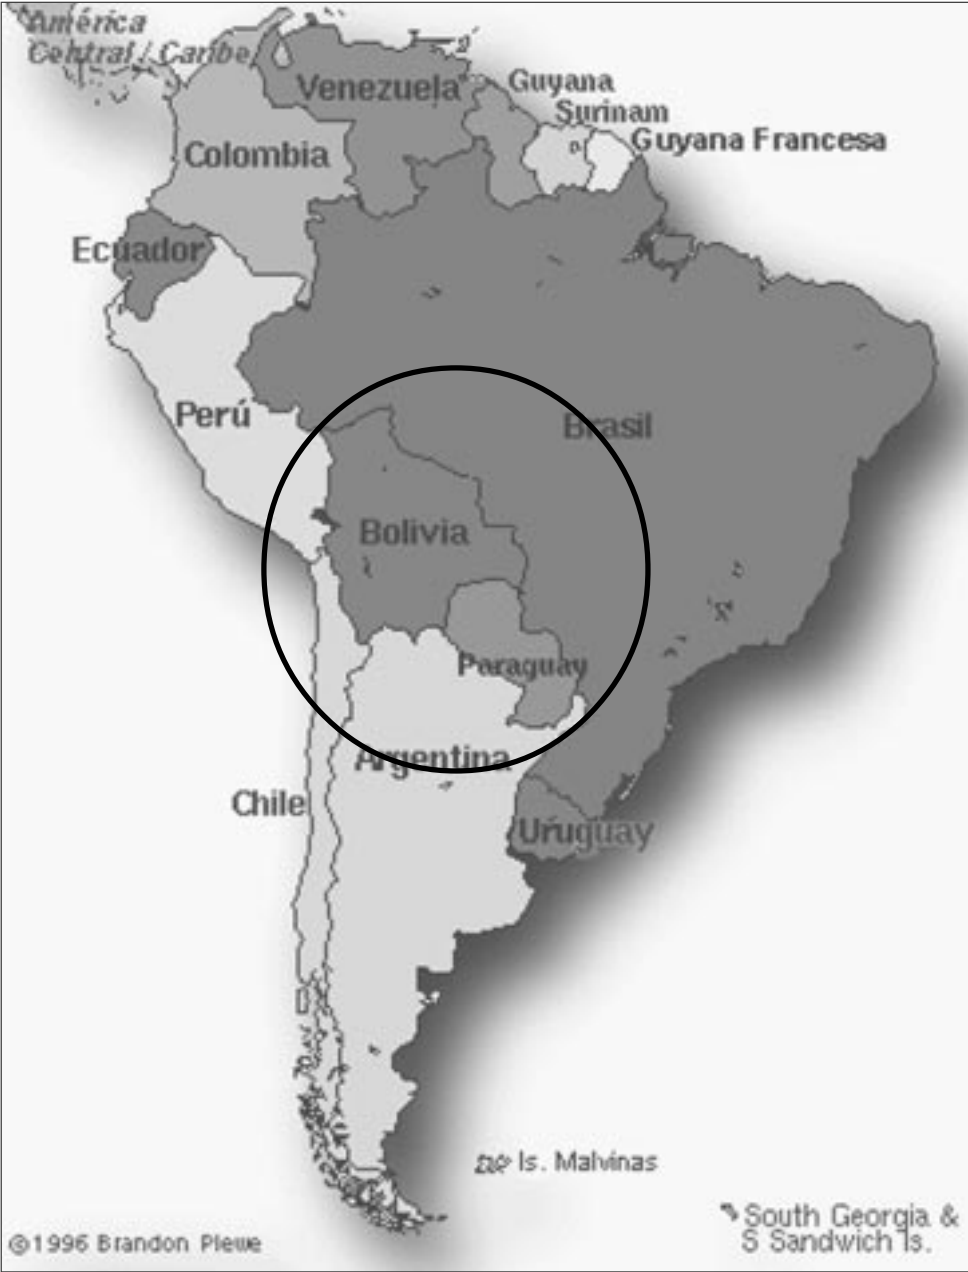 América
Central / Caribe
Venezuela
Guyana
Surinam
Guyana Francesa
Colombia
Ecuador
Perú
Brasil
Bolivia
Paraguay
Argentina
Chile
Uruguay
Is. Malvinas
South Georgia &
S Sandwich Is.
©1996 Brandon Plewe